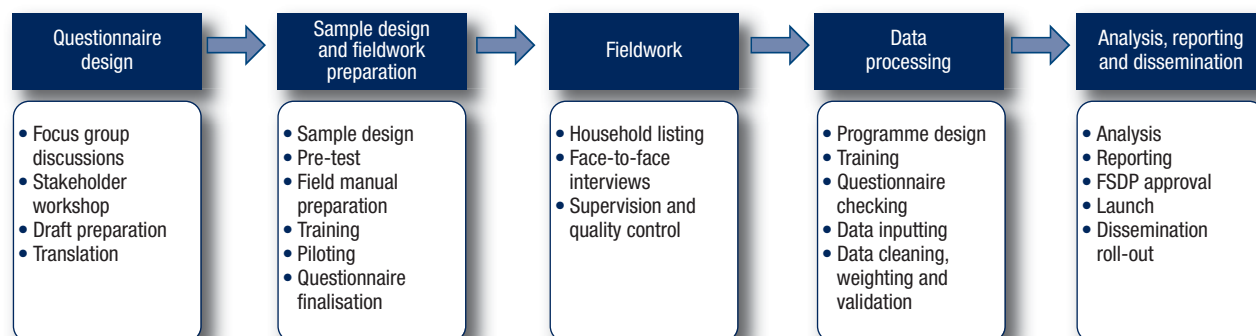 Questionnaire
design
Sample design
and fieldwork
preparation
Fieldwork
Data
processing
Analysis, reporting
and dissemination
• Focus group
discussions
• Stakeholder
workshop
• Draft preparation
• Translation
• Sample design
• Pre-test
• Field manual
preparation
• Training
• Piloting
• Questionnaire
finalisation
• Household listing
• Face-to-face
interviews
• Supervision and
quality control
• Programme design
• Training
• Questionnaire
checking
• Data inputting
• Data cleaning,
weighting and
validation
• Analysis
• Reporting
• FSDP approval
• Launch
• Dissemination
roll-out